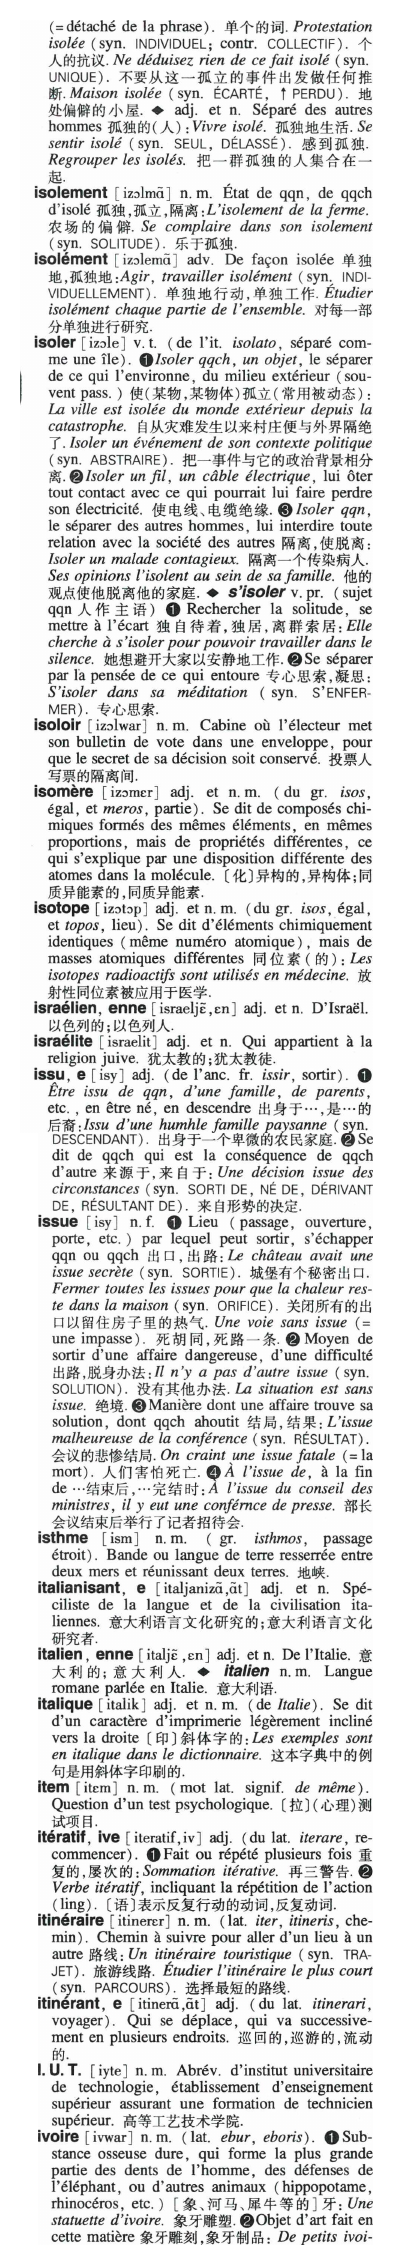 (=détaché de la phrase). 单个的词. Protestation
isolée (syn. INDIVIDUEL; contr. COLLECTIF). 个
人的抗议. Ne déduisez rien de ce fait isolé (syn.
UNIQUE). 不要从这一孤立的事件出发做任何推
断. Maison isolée (syn. ÉCARTÉ, ↑ PERDU). 地
处偏僻的小屋. ◆ adj. et n. Séparé des autres
hommes 孤独的(人): Vivre isolé. 孤独地生活. Se
sentir isolé (syn. SEUL, DÉLASSÉ). 感到孤独.
Regrouper les isolés. 把一群孤独的人集合在一
起.
isolement [izɔlmɑ̃] n. m. État de qqn, de qqch
d'isolé 孤独,孤立,隔离: L'isolement de la ferme.
农场的偏僻. Se complaire dans son isolement
(syn. SOLITUDE). 乐于孤独.
isolément [izɔlemɑ̃] adv. De façon isolée 单独
地,孤独地: Agir, travailler isolément (syn. INDI-
VIDUELLEMENT). 单独地行动,单独工作. Étudier
isolément chaque partie de l'ensemble. 对每一部
分单独进行研究.
isoler [izɔle] v. t. (de l'it. isolato, séparé com-
me une île). ❶ Isoler qqch, un objet, le séparer
de ce qui l'environne, du milieu extérieur (sou-
vent pass.) 使(某物,某物体)孤立(常用被动态):
La ville est isolée du monde extérieur depuis la
catastrophe. 自从灾难发生以来村庄便与外界隔绝
了. Isoler un événement de son contexte politique
(syn. ABSTRAIRE). 把一事件与它的政治背景相分
离. ❷ Isoler un fil, un câble électrique, lui ôter
tout contact avec ce qui pourrait lui faire perdre
son électricité. 使电线、电缆绝缘. ❸ Isoler qqn,
le séparer des autres hommes, lui interdire toute
relation avec la société des autres 隔离,使脱离:
Isoler un malade contagieux. 隔离一个传染病人.
Ses opinions l'isolent au sein de sa famille. 他的
观点使他脱离他的家庭. ◆ s'isoler v. pr. (sujet
qqn 人作主语) ❶ Rechercher la solitude, se
mettre à l'écart 独自待着,独居,离群索居: Elle
cherche à s'isoler pour pouvoir travailler dans le
silence. 她想避开大家以安静地工作. ❷ Se séparer
par la pensée de ce qui entoure 专心思索,凝思:
S'isoler dans sa méditation (syn. S'ENFER-
MER). 专心思索.
isoloir [izɔlwar] n. m. Cabine où l'électeur met
son bulletin de vote dans une enveloppe, pour
que le secret de sa décision soit conservé. 投票人
写票的隔离间.
isomère [izɔmɛr] adj. et n. m. (du gr. isos,
égal, et meros, partie). Se dit de composés chi-
miques formés des mêmes éléments, en mêmes
proportions, mais de propriétés différentes, ce
qui s'explique par une disposition différente des
atomes dans la molécule. 〔化〕异构的,异构体;同
质异能素的,同质异能素.
isotope [izɔtɔp] adj. et n. m. (du gr. isos, égal,
et topos, lieu). Se dit d'éléments chimiquement
identiques (même numéro atomique), mais de
masses atomiques différentes 同位素(的): Les
isotopes radioactifs sont utilisés en médecine. 放
射性同位素被应用于医学.
israélien, enne [israeljɛ̃,ɛn] adj. et n. D'Israël.
以色列的;以色列人.
israélite [israelit] adj. et n. Qui appartient à la
religion juive. 犹太教的;犹太教徒.
issu, e [isy] adj. (de l'anc. fr. issir, sortir). ❶
Être issu de qqn, d'une famille, de parents,
etc., en être né, en descendre 出身于…,是…的
后裔: Issu d'une humhle famille paysanne (syn.
DESCENDANT). 出身于一个卑微的农民家庭. ❷ Se
dit de qqch qui est la conséquence de qqch
d'autre 来源于,来自于: Une décision issue des
circonstances (syn. SORTI DE, NÉ DE, DÉRIVANT
DE, RÉSULTANT DE). 来自形势的决定.
issue [isy] n. f. ❶ Lieu (passage, ouverture,
porte, etc.) par lequel peut sortir, s'échapper
qqn ou qqch 出口,出路: Le château avait une
issue secrète (syn. SORTIE). 城堡有个秘密出口.
Fermer toutes les issues pour que la chaleur res-
te dans la maison (syn. ORIFICE). 关闭所有的出
口以留住房子里的热气. Une voie sans issue (=
une impasse). 死胡同,死路一条. ❷ Moyen de
sortir d'une affaire dangereuse, d'une difficulté
出路,脱身办法: Il n'y a pas d'autre issue (syn.
SOLUTION). 没有其他办法. La situation est sans
issue. 绝境. ❸ Manière dont une affaire trouve sa
solution, dont qqch ahoutit 结局,结果: L'issue
malheureuse de la conférence (syn. RÉSULTAT).
会议的悲惨结局. On craint une issue fatale (=la
mort). 人们害怕死亡. ❹ À l'issue de, à la fin
de …结束后,…完结时: À l'issue du conseil des
ministres, il y eut une conférnce de presse. 部长
会议结束后举行了记者招待会.
isthme [ism] n. m. (gr. isthmos, passage
étroit). Bande ou langue de terre resserrée entre
deux mers et réunissant deux terres. 地峡.
italianisant, e [italjanizɑ̃,ɑ̃t] adj. et n. Spé-
ciliste de la langue et de la civilisation ita-
liennes. 意大利语言文化研究的;意大利语言文化
研究者.
italien, enne [italjɛ̃,ɛn] adj. et n. De l'Italie. 意
大利的;意大利人. ◆ italien n. m. Langue
romane parlée en Italie. 意大利语.
italique [italik] adj. et n. m. (de Italie). Se dit
d'un caractère d'imprimerie légèrement incliné
vers la droite 〔印〕斜体字的: Les exemples sont
en italique dans le dictionnaire. 这本字典中的例
句是用斜体字印刷的.
item [item] n. m. (mot lat. signif. de même).
Question d'un test psychologique. 〔拉〕(心理)测
试项目.
itératif, ive [iteratif,iv] adj. (du lat. iterare, re-
commencer). ❶ Fait ou répété plusieurs fois 重
复的,屡次的: Sommation itérative. 再三警告. ❷
Verbe itératif, incliquant la répétition de l'action
(ling). 〔语〕表示反复行动的动词,反复动词.
itinéraire [itinerɛr] n. m. (lat. iter, itineris, che-
min). Chemin à suivre pour aller d'un lieu à un
autre 路线: Un itinéraire touristique (syn. TRA-
JET). 旅游线路. Étudier l'itinéraire le plus court
(syn. PARCOURS). 选择最短的路线.
itinérant, e [itinerɑ̃,ɑ̃t] adj. (du lat. itinerari,
voyager). Qui se déplace, qui va successive-
ment en plusieurs endroits. 巡回的,巡游的,流动
的.
I. U. T. [iyte] n. m. Abrév. d'institut universitaire
de technologie, établissement d'enseignement
supérieur assurant une formation de technicien
supérieur. 高等工艺技术学院.
ivoire [ivwar] n. m. (lat. ebur, eboris). ❶ Sub-
stance osseuse dure, qui forme la plus grande
partie des dents de l'homme, des défenses de
l'éléphant, ou d'autres animaux (hippopotame,
rhinocéros, etc.) [象、河马、犀牛等的]牙: Une
statuette d'ivoire. 象牙雕塑. ❷ Objet d'art fait en
cette matière 象牙雕刻,象牙制品: De petits ivoi-